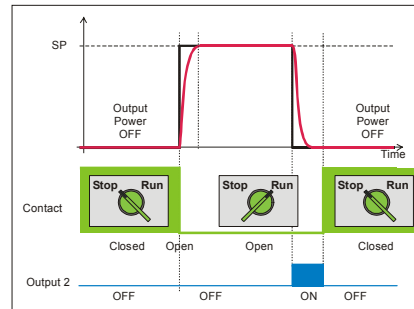 SP
Output Power OFF
Output Power OFF
Time
Contact
Stop Run
Stop Run
Stop Run
Closed Open Open Closed
Output 2
OFF OFF ON OFF